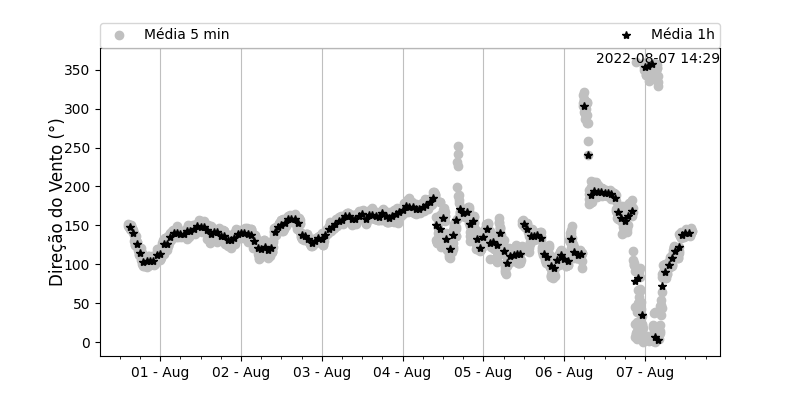 Média 5 min
Média 1h
2022-08-07 14:29
Direção do Vento (°)
350
300
250
200
150
100
50
0
01 - Aug
02 - Aug
03 - Aug
04 - Aug
05 - Aug
06 - Aug
07 - Aug